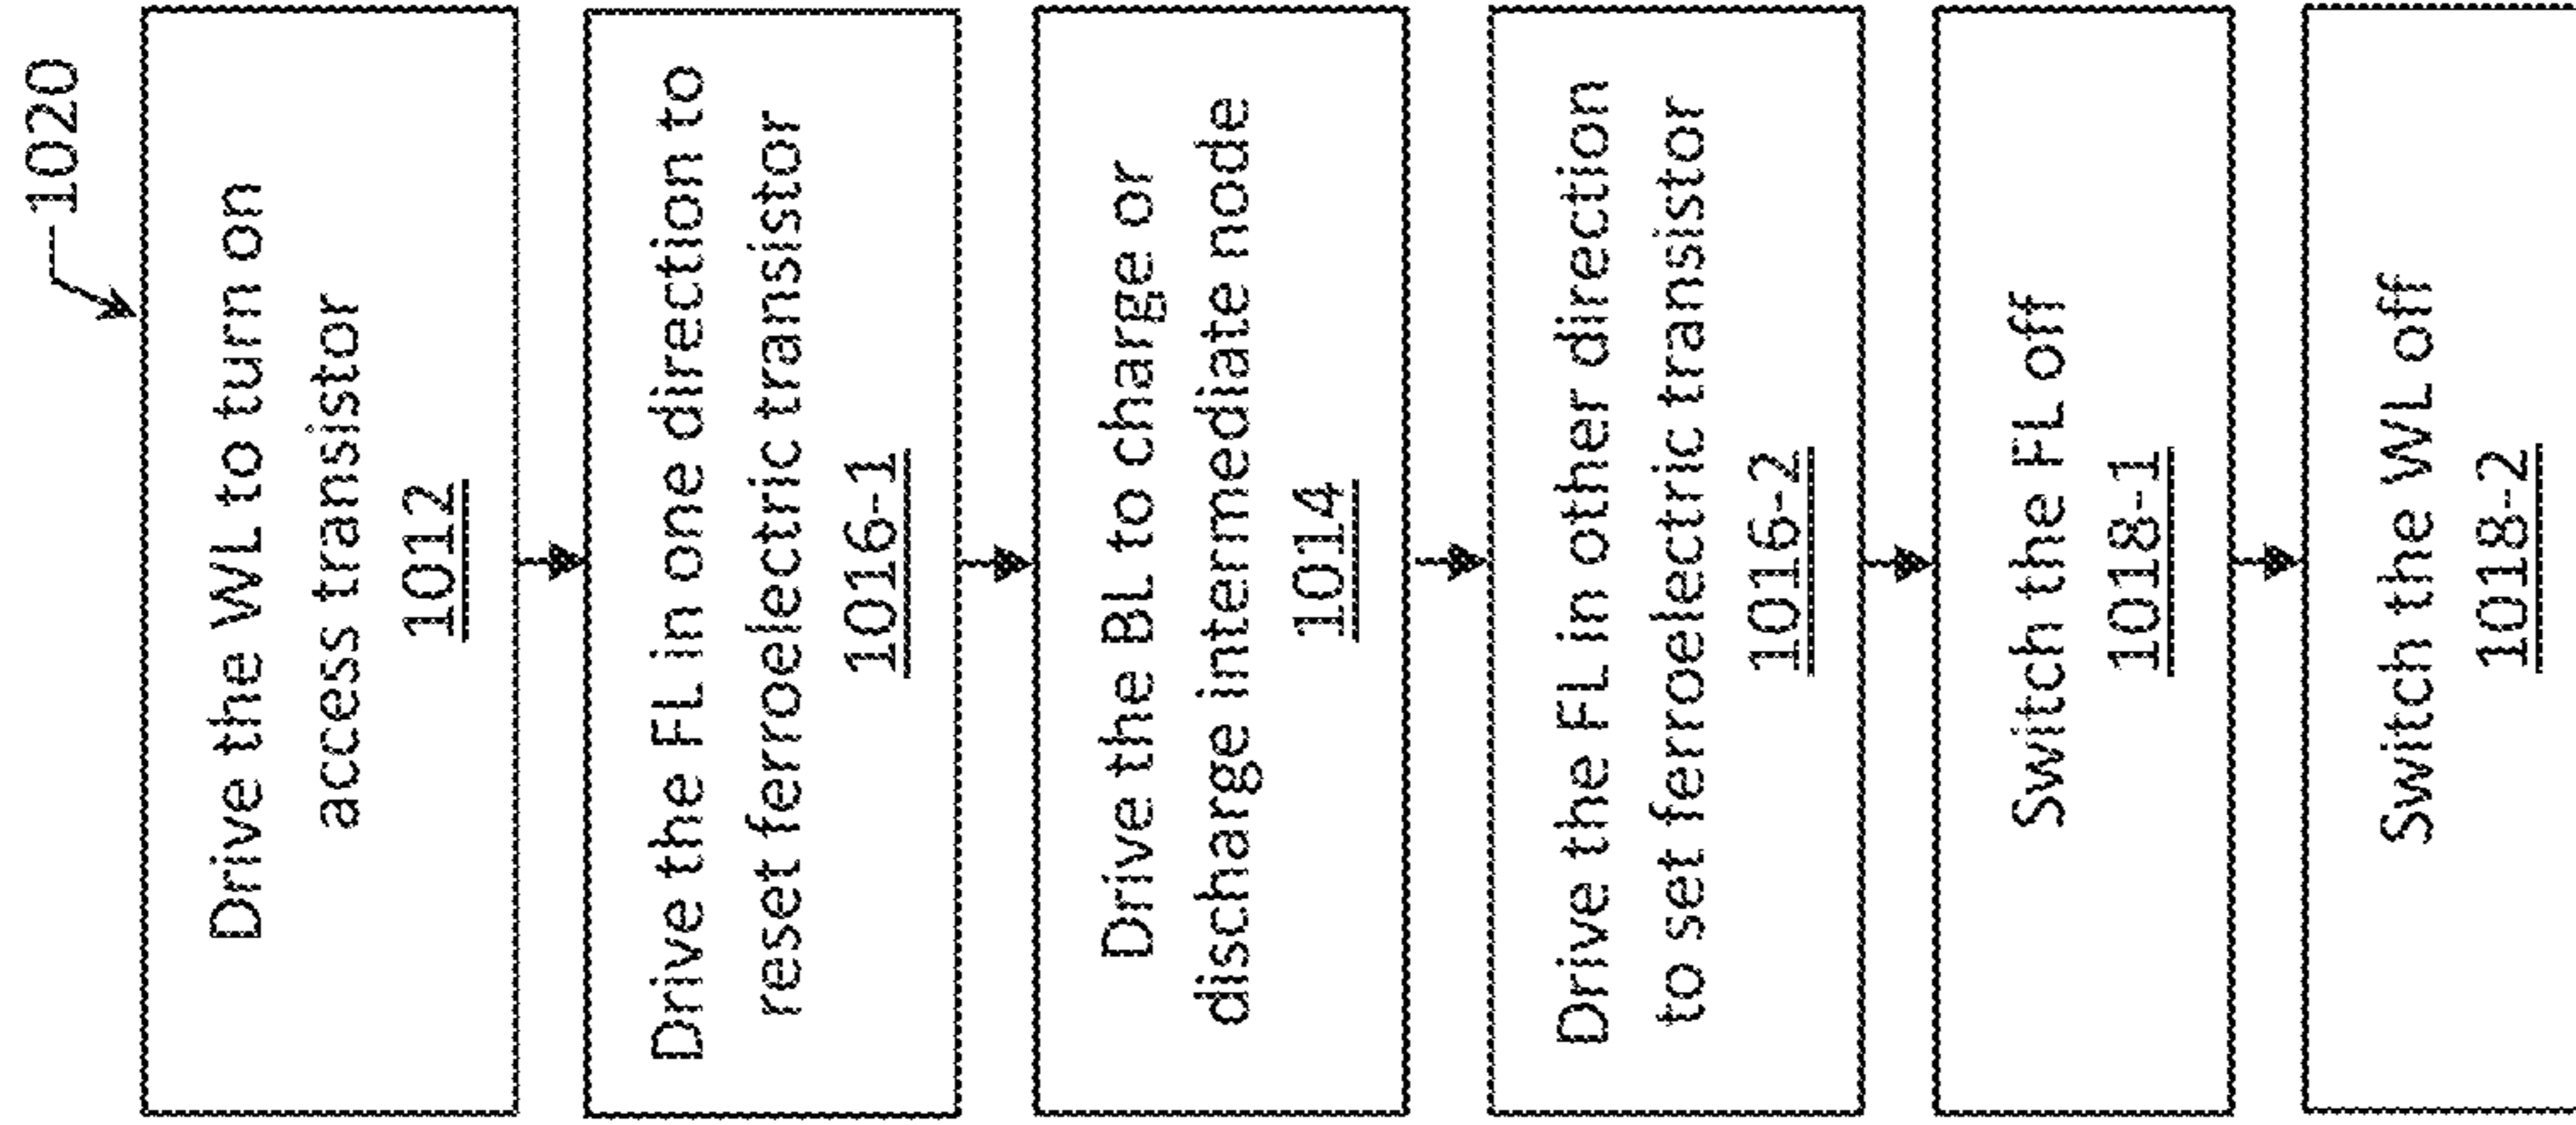 1020
Drive the WL to turn on
access transistor
1012
Drive the FL in one direction to
reset ferroelectric transistor
1016-1
Drive the BL to charge or
discharge intermediate node
1014
Drive the FL in other direction
to set ferroelectric transistor
1016-2
Switch the FL off
1018-1
Switch the WL off
1018-2